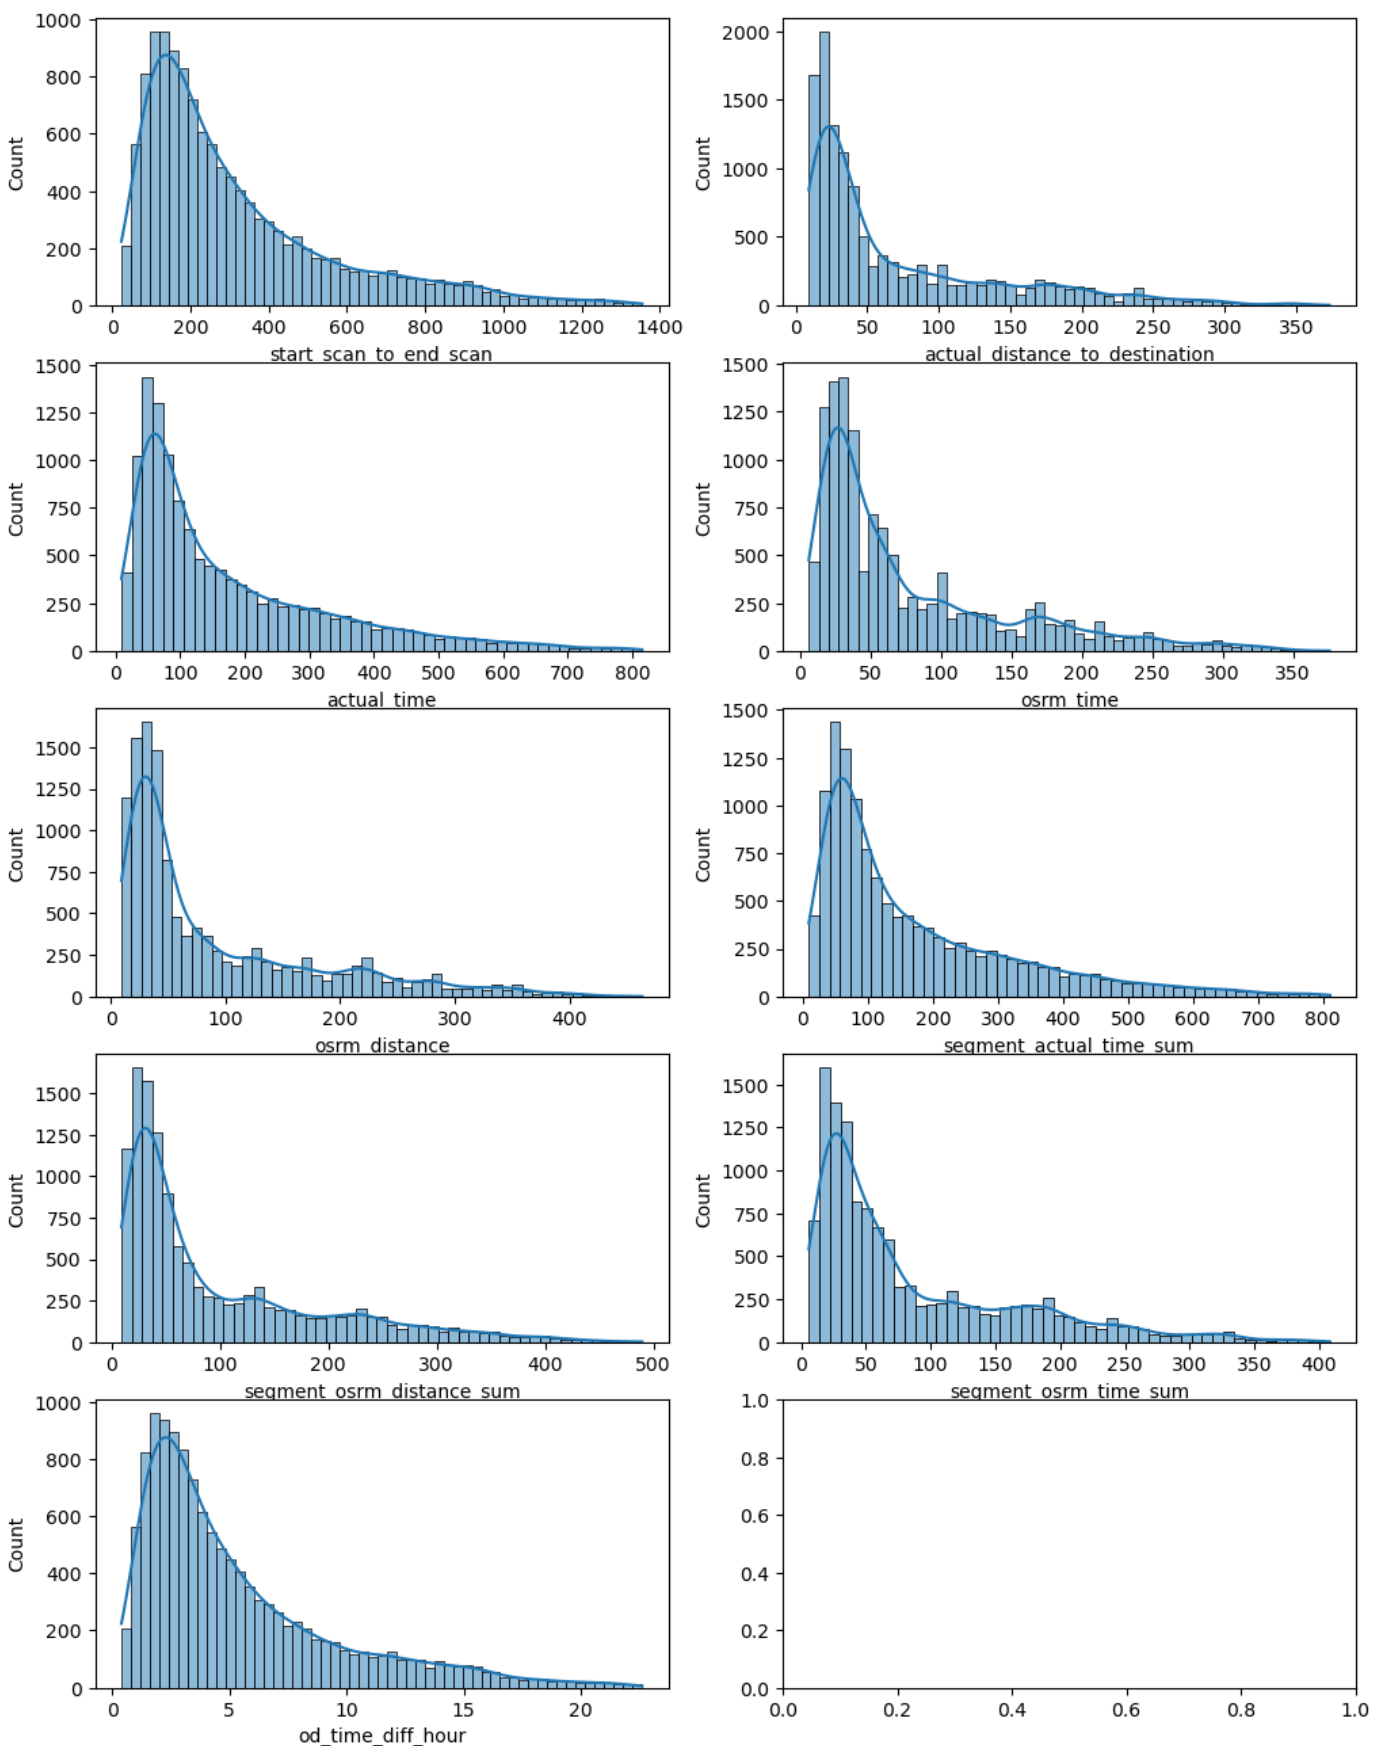 1000
800
600
400
200
0
Count
0 200 400 600 800 1000 1200 1400
start_scan_to_end_scan
2000
1500
1000
500
0
Count
0 50 100 150 200 250 300 350
actual_distance_to_destination
1500
1250
1000
750
500
250
0
Count
0 100 200 300 400 500 600 700 800
actual_time
1500
1250
1000
750
500
250
0
Count
0 50 100 150 200 250 300 350
osrm_time
1500
1250
1000
750
500
250
0
Count
0 100 200 300 400
osrm_distance
1500
1250
1000
750
500
250
0
Count
0 100 200 300 400 500 600 700 800
segment_actual_time_sum
1500
1250
1000
750
500
250
0
Count
0 100 200 300 400 500
segment_osrm_distance_sum
1500
1250
1000
750
500
250
0
Count
0 50 100 150 200 250 300 350 400
segment_osrm_time_sum
1000
800
600
400
200
0
Count
0 5 10 15 20
od_time_diff_hour
1.0
0.8
0.6
0.4
0.2
0.0
0.0 0.2 0.4 0.6 0.8 1.0